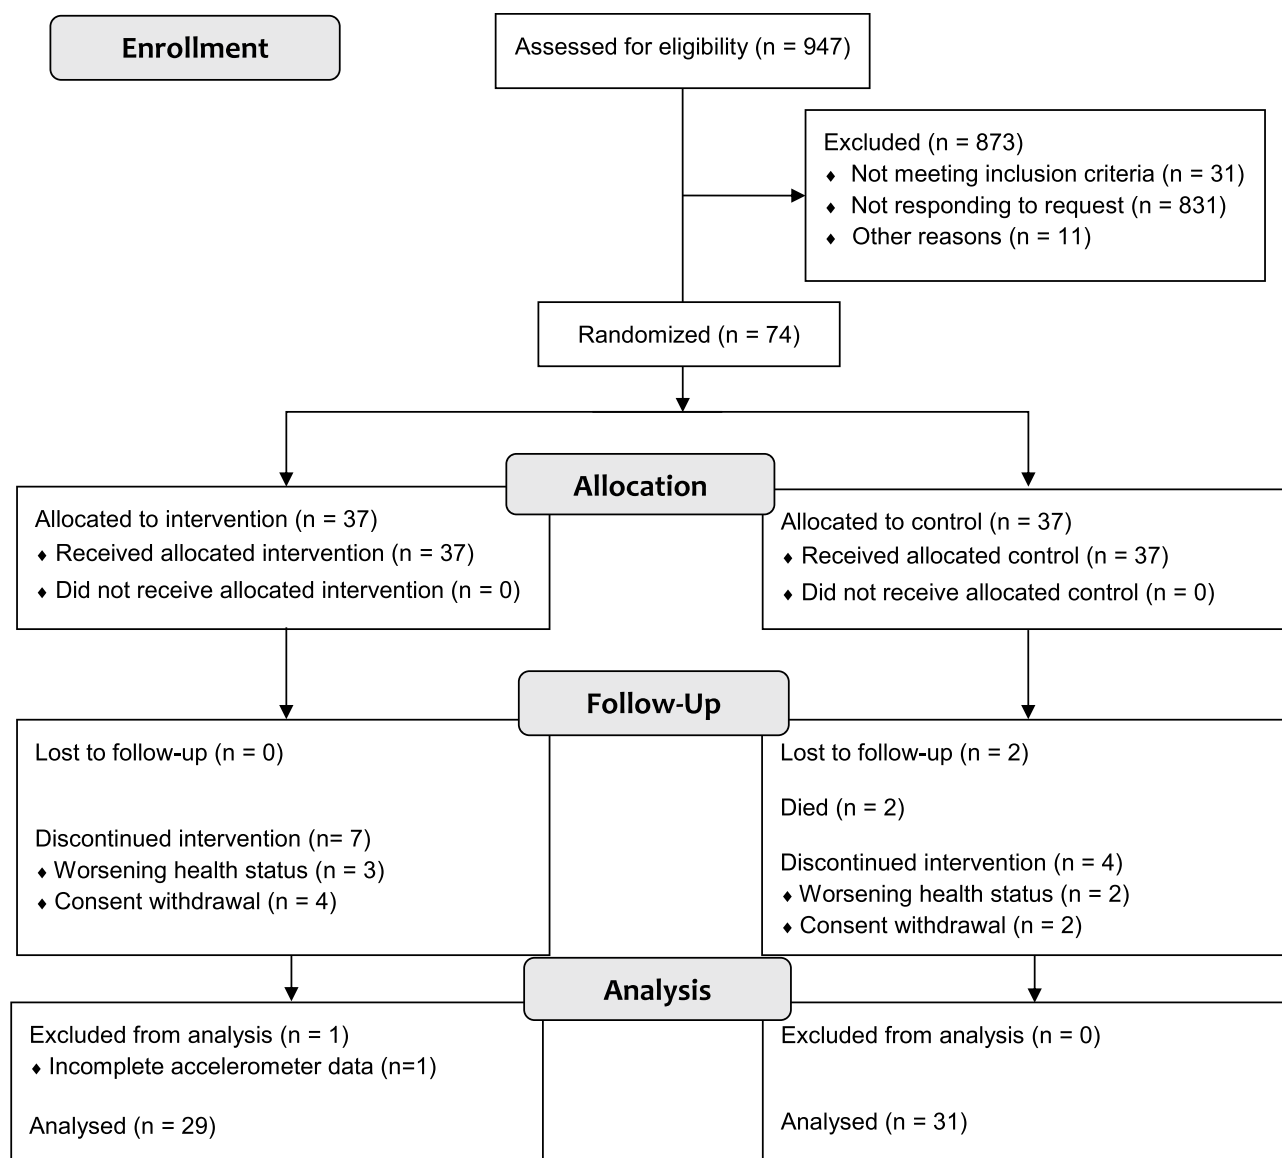 Enrollment
Assessed for eligibility (n = 947)
Excluded (n = 873)
♦ Not meeting inclusion criteria (n = 31)
♦ Not responding to request (n = 831)
♦ Other reasons (n = 11)
Randomized (n = 74)
Allocation
Allocated to intervention (n = 37)
♦ Received allocated intervention (n = 37)
♦ Did not receive allocated intervention (n = 0)
Allocated to control (n = 37)
♦ Received allocated control (n = 37)
♦ Did not receive allocated control (n = 0)
Follow-Up
Lost to follow-up (n = 0)
Discontinued intervention (n= 7)
♦ Worsening health status (n = 3)
♦ Consent withdrawal (n = 4)
Lost to follow-up (n = 2)
Died (n = 2)
Discontinued intervention (n = 4)
♦ Worsening health status (n = 2)
♦ Consent withdrawal (n = 2)
Analysis
Excluded from analysis (n = 1)
♦ Incomplete accelerometer data (n=1)
Analysed (n = 29)
Excluded from analysis (n = 0)
Analysed (n = 31)